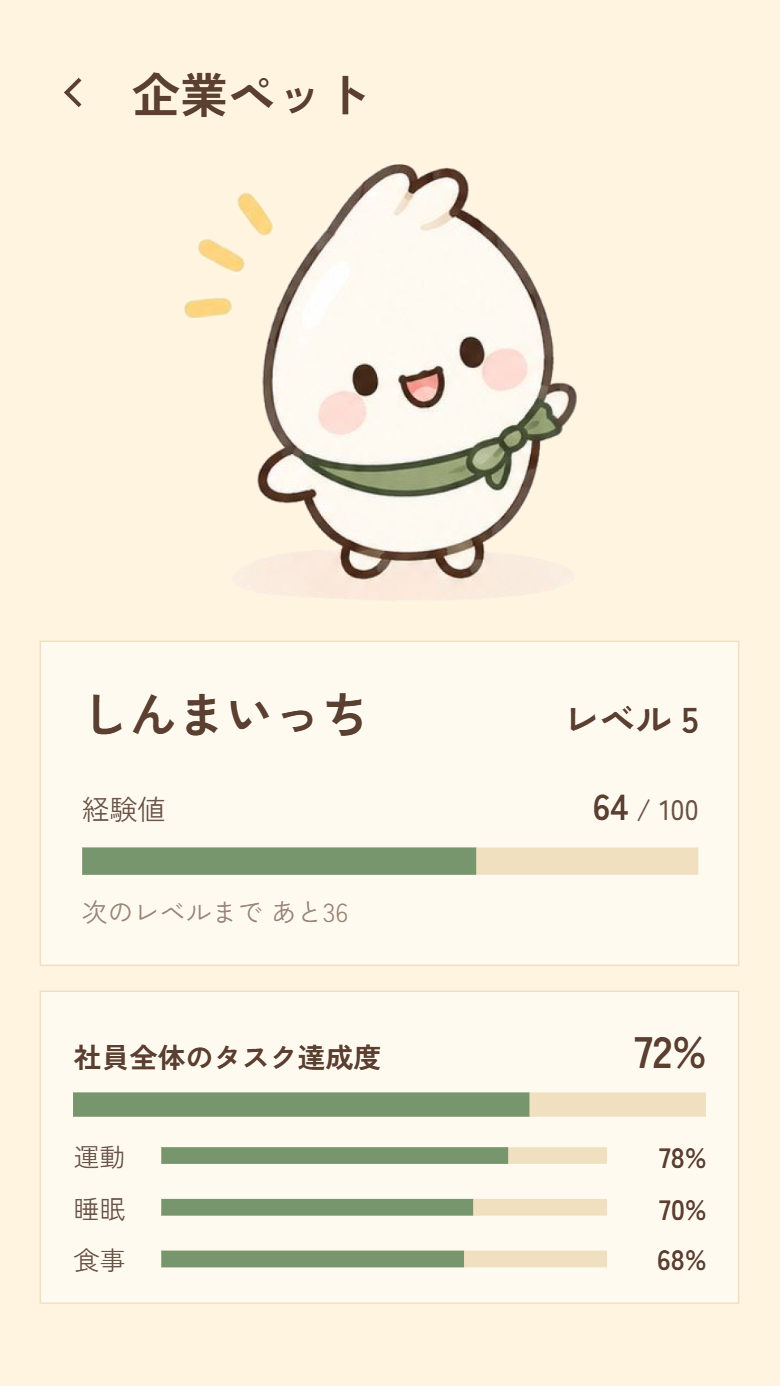 企業ペット
しんまいっち
レベル 5
経験値
64 / 100
次のレベルまで あと36
社員全体のタスク達成度
72%
運動 78%
睡眠 70%
食事 68%